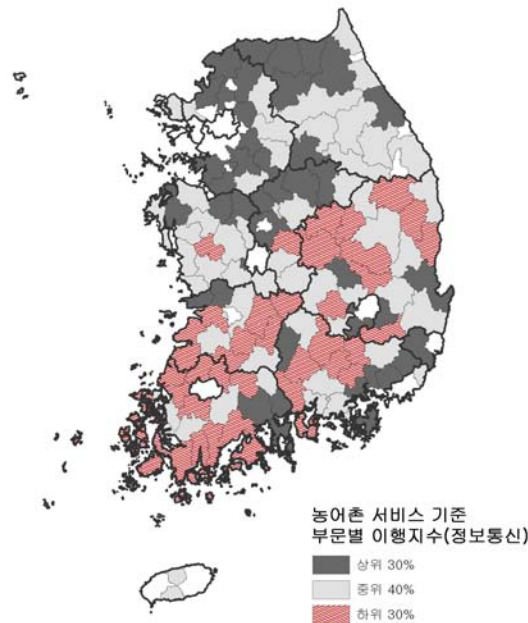 농어촌 서비스 기준
부문별 이행지수(정보통신)
상위 30%
중위 40%
하위 30%